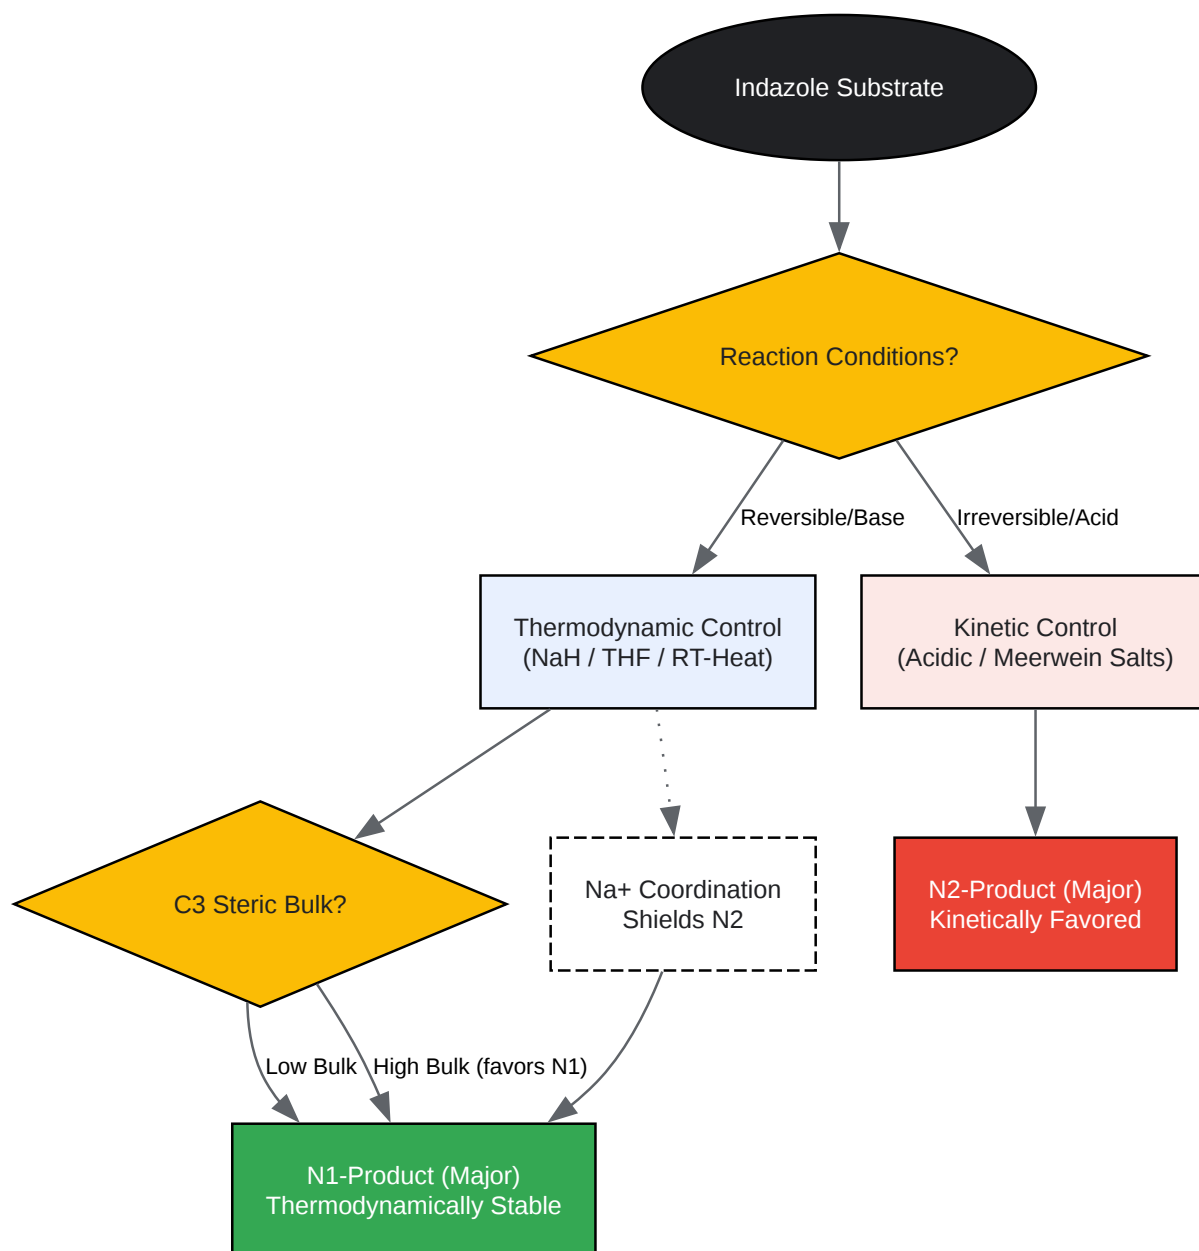 Indazole Substrate
Reaction Conditions?
Reversible/Base
Irreversible/Acid
Thermodynamic Control
(NaH / THF / RT-Heat)
Kinetic Control
(Acidic / Meerwein Salts)
C3 Steric Bulk?
Na+ Coordination
Shields N2
N2-Product (Major)
Kinetically Favored
Low Bulk
High Bulk (favors N1)
N1-Product (Major)
Thermodynamically Stable